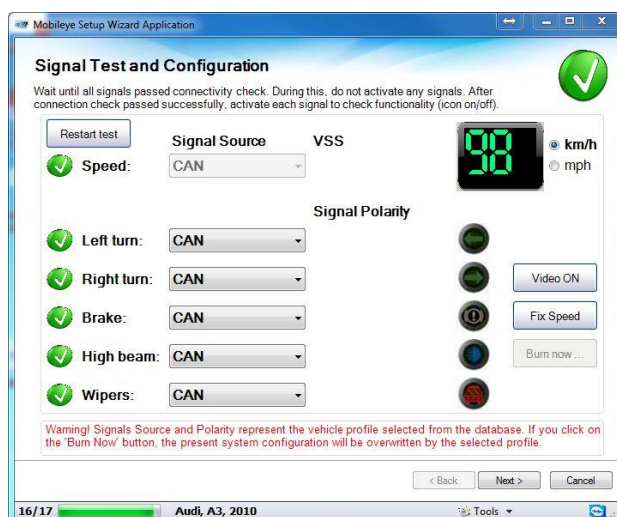 Mobileye Setup Wizard Application
Signal Test and Configuration
Wait until all signals passed connectivity check. During this, do not activate any signals. After
connection check passed successfully, activate each signal to check functionality (icon on/off).
Restart test
Signal Source
VSS
Speed:
CAN
98
km/h
mph
Signal Polarity
Left turn:
CAN
Right turn:
CAN
Video ON
Brake:
CAN
Fix Speed
High beam:
CAN
Burn now ...
Wipers:
CAN
Warning! Signals Source and Polarity represent the vehicle profile selected from the database. If you click on
the 'Burn Now' button, the present system configuration will be overwritten by the selected profile.
< Back
Next >
Cancel
16/17
Audi, A3, 2010
Tools